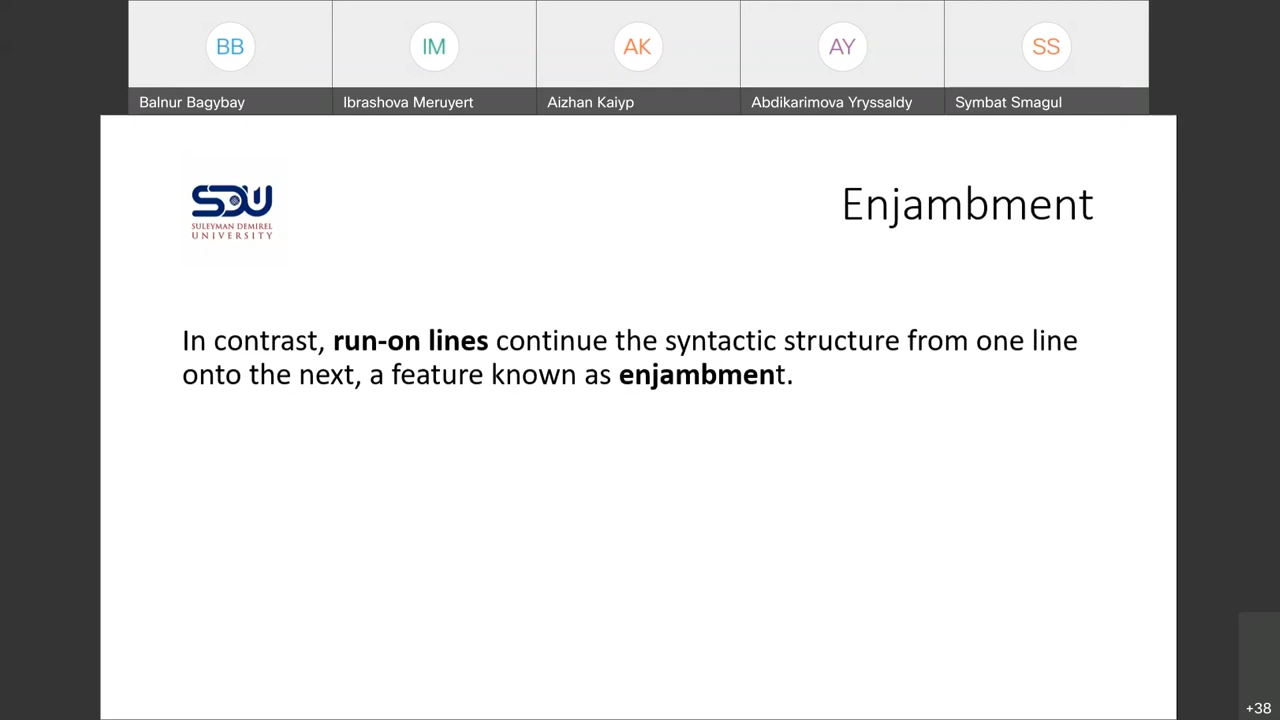 BB
IM
AK
AY
SS
Balnur Bagybay
Ibrashova Meruyert
Aizhan Kaiyp
Abdikarimova Yryssaldy
Symbat Smagul
SDU
SULEYMAN DEMIREL
UNIVERSITY
Enjambment
In contrast, run-on lines continue the syntactic structure from one line
onto the next, a feature known as enjambment.
+38